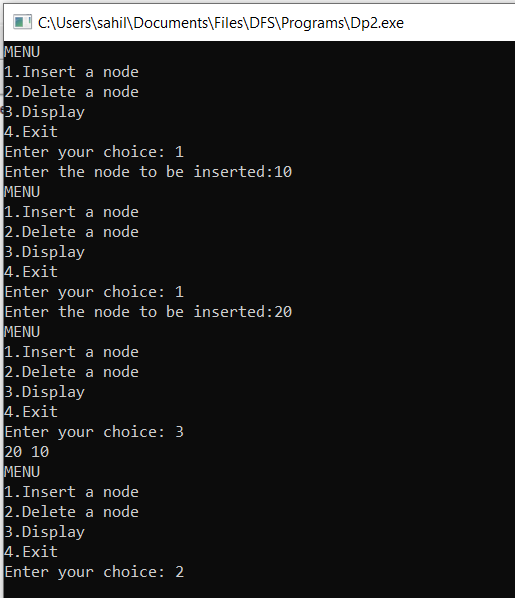 C:\Users\sahil\Documents\Files\DFS\Programs\Dp2.exe
MENU
1.Insert a node
2.Delete a node
3.Display
4.Exit
Enter your choice: 1
Enter the node to be inserted:10
MENU
1.Insert a node
2.Delete a node
3.Display
4.Exit
Enter your choice: 1
Enter the node to be inserted:20
MENU
1.Insert a node
2.Delete a node
3.Display
4.Exit
Enter your choice: 3
20 10
MENU
1.Insert a node
2.Delete a node
3.Display
4.Exit
Enter your choice: 2